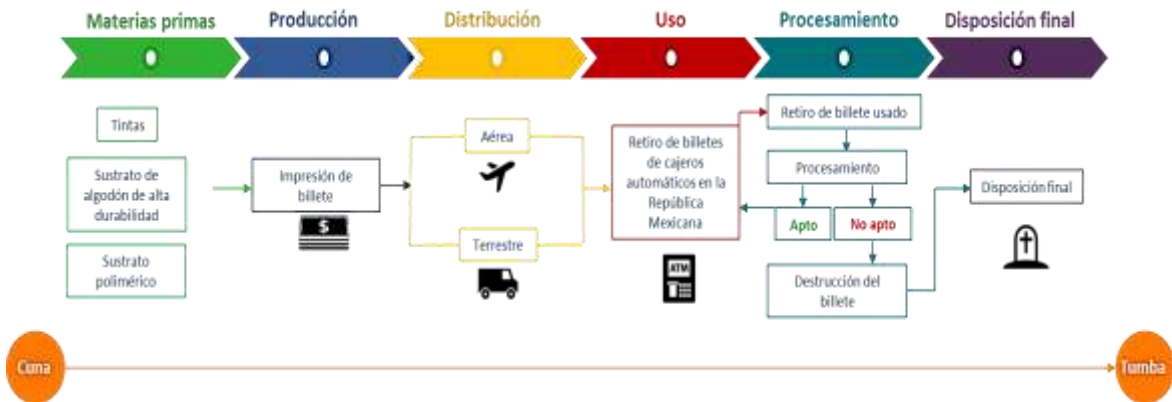 Materias primas
Producción
Distribución
Uso
Procesamiento
Disposición final
Tintas
Sustrato de
algodón de alta
durabilidad
Sustrato
polimérico
Impresión de
billete
$
Aérea
Terrestre
Retiro de billetes
de cajeros
automáticos en la
República
Mexicana
ATM
Retiro de billete usado
Procesamiento
Apto
No apto
Destrucción del
billete
Disposición final
Cuna
Tumba